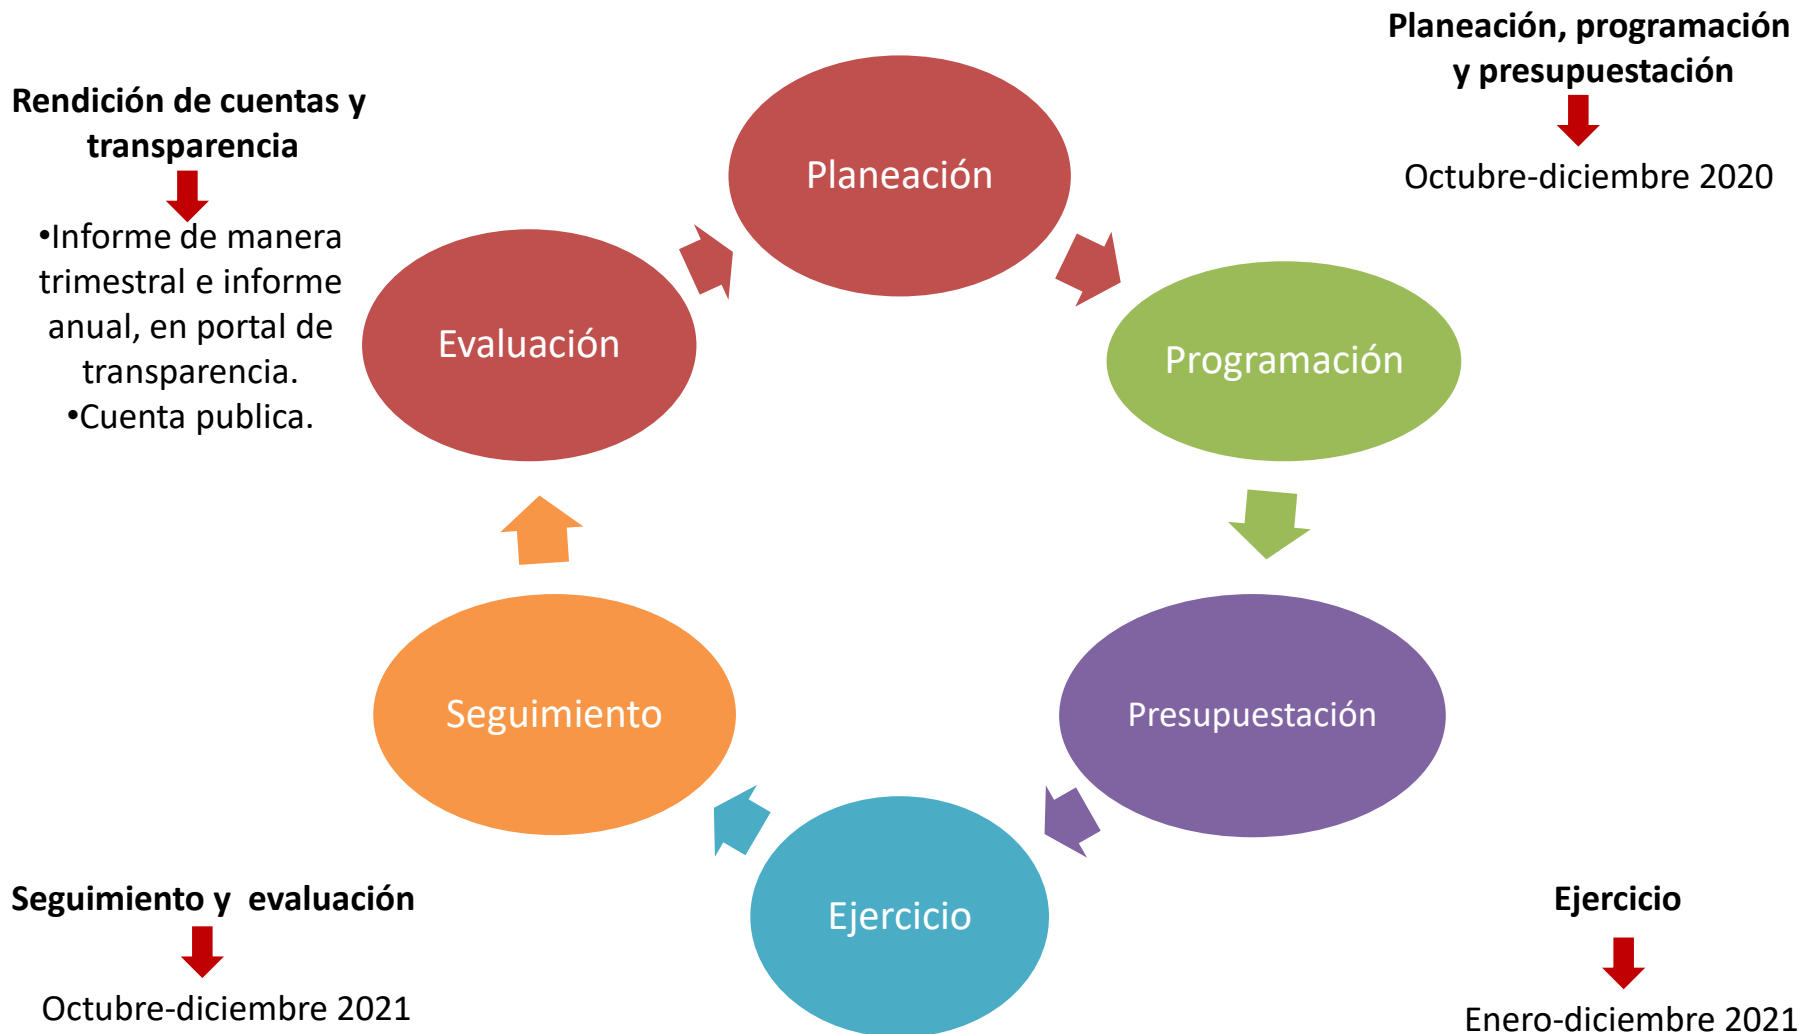 Planeación, programación
y presupuestación
Octubre-diciembre 2020
Rendición de cuentas y
transparencia
•Informe de manera
trimestral e informe
anual, en portal de
transparencia.
•Cuenta publica.
Planeación
Programación
Presupuestación
Ejercicio
Seguimiento
Evaluación
Seguimiento y  evaluación
Octubre-diciembre 2021
Ejercicio
Enero-diciembre 2021